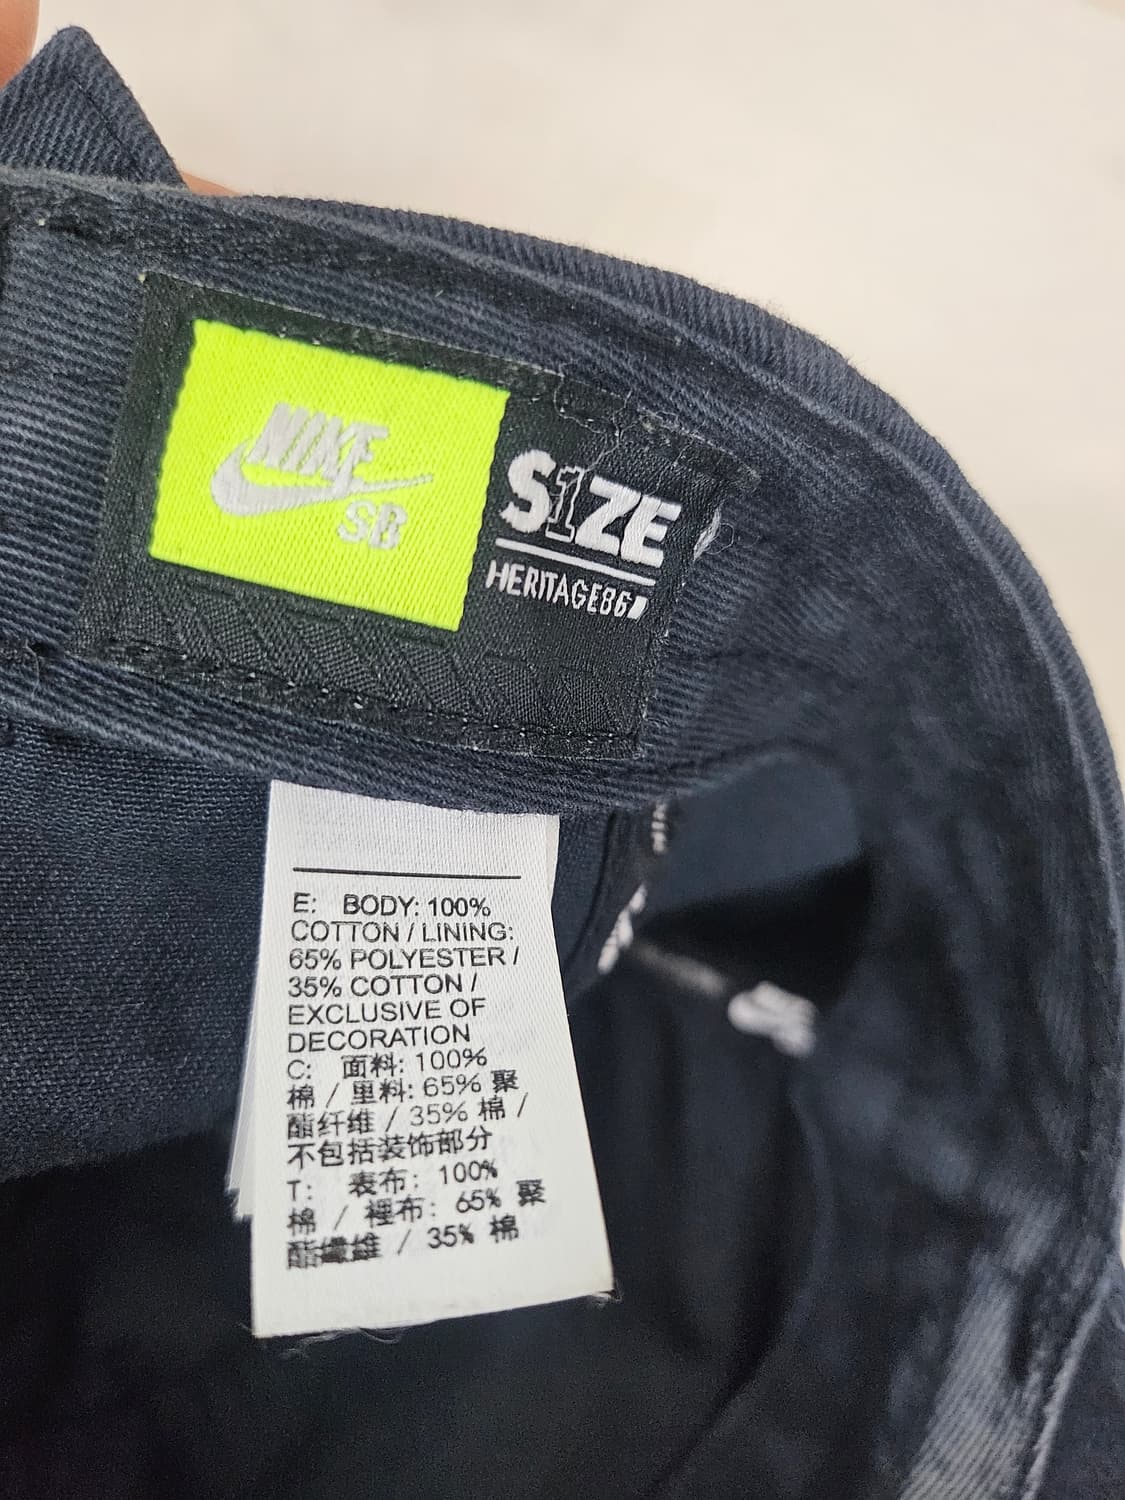 NIKE
SB
S1ZE
HERITAGE86
E: BODY: 100%
COTTON / LINING:
65% POLYESTER /
35% COTTON /
EXCLUSIVE OF
DECORATION
C: 面料: 100%
棉 / 里料: 65% 聚
酯纤维 / 35% 棉 /
不包括装饰部分
T: 表布: 100%
棉 / 裡布: 65% 聚
酯纖維 / 35% 棉